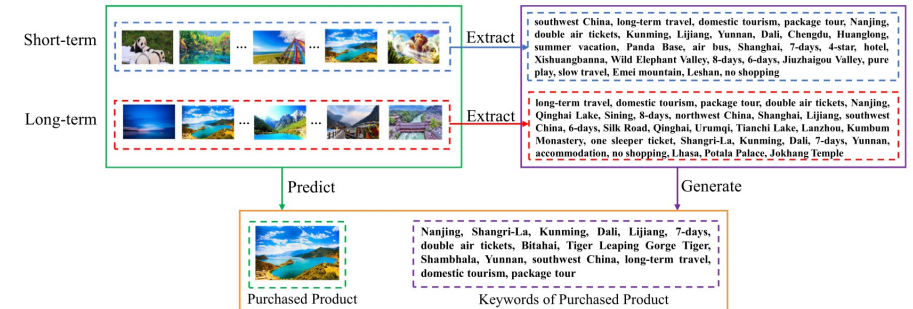 Short-term
Extract
southwest China, long-term travel, domestic tourism, package tour, Nanjing,
double air tickets, Kunming, Lijiang, Yunnan, Dali, Chengdu, Huanglong,
summer vacation, Panda Base, air bus, Shanghai, 7-days, 4-star, hotel,
Xishuangbanna, Wild Elephant Valley, 8-days, 6-days, Jiuzhaigou Valley, pure
play, slow travel, Emei mountain, Leshan, no shopping
Long-term
Extract
long-term travel, domestic tourism, package tour, double air tickets, Nanjing,
Qinghai Lake, Sining, 8-days, northwest China, Shanghai, Lijiang, southwest
China, 6-days, Silk Road, Qinghai, Urumqi, Tianchi Lake, Lanzhou, Kumbum
Monastery, one sleeper ticket, Shangri-La, Kunming, Dali, 7-days, Yunnan,
accommodation, no shopping, Lhasa, Potala Palace, Jokhang Temple
Predict
Generate
Nanjing, Shangri-La, Kunming, Dali, Lijiang, 7-days,
double air tickets, Bitahai, Tiger Leaping Gorge Tiger,
Shambhala, Yunnan, southwest China, long-term travel,
domestic tourism, package tour
Purchased Product
Keywords of Purchased Product